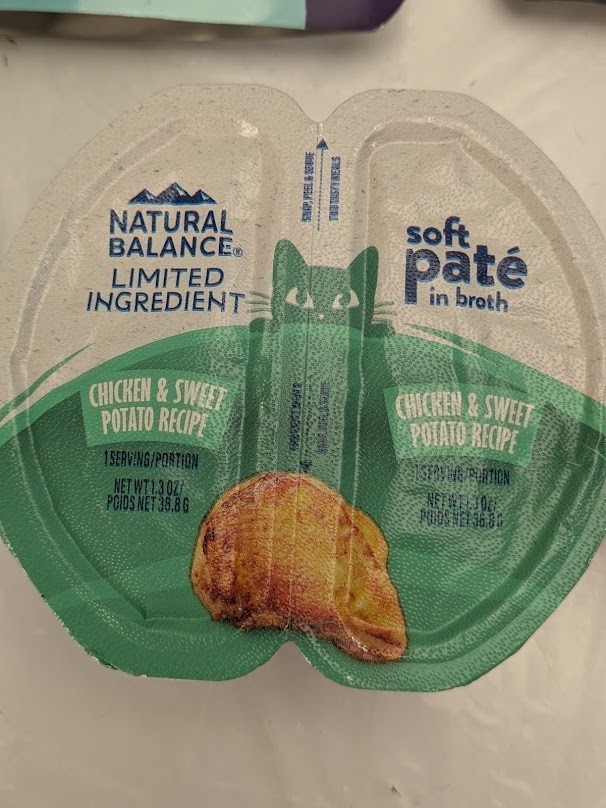 NATURAL
BALANCE®
LIMITED
INGREDIENT
SNAP, PEEL & SERVE
TWO TASTY MEALS
soft
paté
in broth
CHICKEN & SWEET
POTATO RECIPE
1 SERVING/PORTION
NET WT 1.3 OZ/
POIDS NET 36.8 G
CHICKEN & SWEET
POTATO RECIPE
1 SERVING/PORTION
NET WT 1.3 OZ/
POIDS NET 36.8 G